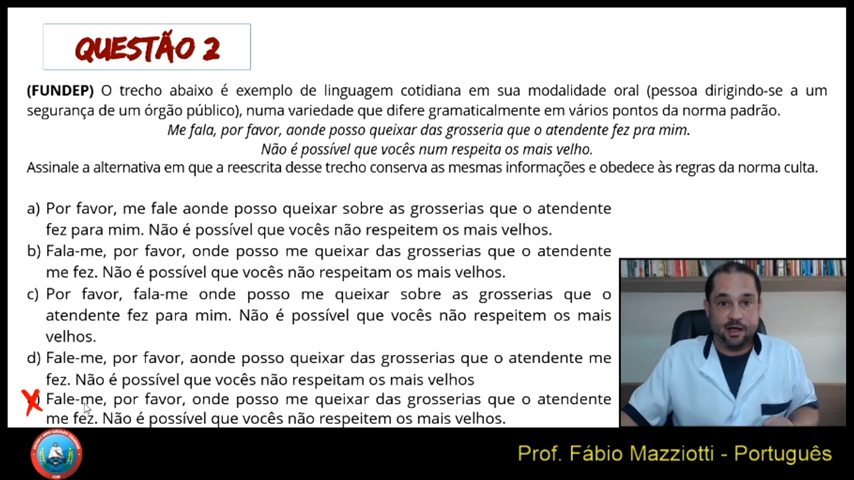 QUESTÃO 2
(FUNDEP) O trecho abaixo é exemplo de linguagem cotidiana em sua modalidade oral (pessoa dirigindo-se a um
segurança de um órgão público), numa variedade que difere gramaticalmente em vários pontos da norma padrão.
Me fala, por favor, aonde posso queixar das grosseria que o atendente fez pra mim.
Não é possível que vocês num respeita os mais velho.
Assinale a alternativa em que a reescrita desse trecho conserva as mesmas informações e obedece às regras da norma culta.
a) Por favor, me fale aonde posso queixar sobre as grosserias que o atendente
fez para mim. Não é possível que vocês não respeitem os mais velhos.
b) Fala-me, por favor, onde posso me queixar das grosserias que o atendente
me fez. Não é possível que vocês não respeitam os mais velhos.
c) Por favor, fala-me onde posso me queixar sobre as grosserias que o
atendente fez para mim. Não é possível que vocês não respeitem os mais
velhos.
d) Fale-me, por favor, aonde posso queixar das grosserias que o atendente me
fez. Não é possível que vocês não respeitam os mais velhos
) Fale-me, por favor, onde posso me queixar das grosserias que o atendente
me fez. Não é possível que vocês não respeitem os mais velhos.
Prof. Fábio Mazziotti - Português